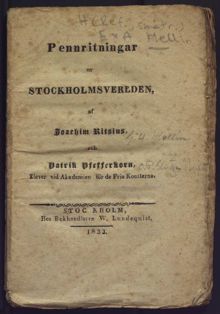 Pennritningar
ur
STOCKHOLMSVERLDEN,
af
Joachim Ritsius,
och
Patrik Pfefferkorn,
Elever vid Akademien för de Fria Konsterna.
STOCKHOLM,
Hos Bokhandlaren W. Lundequist,
1833.